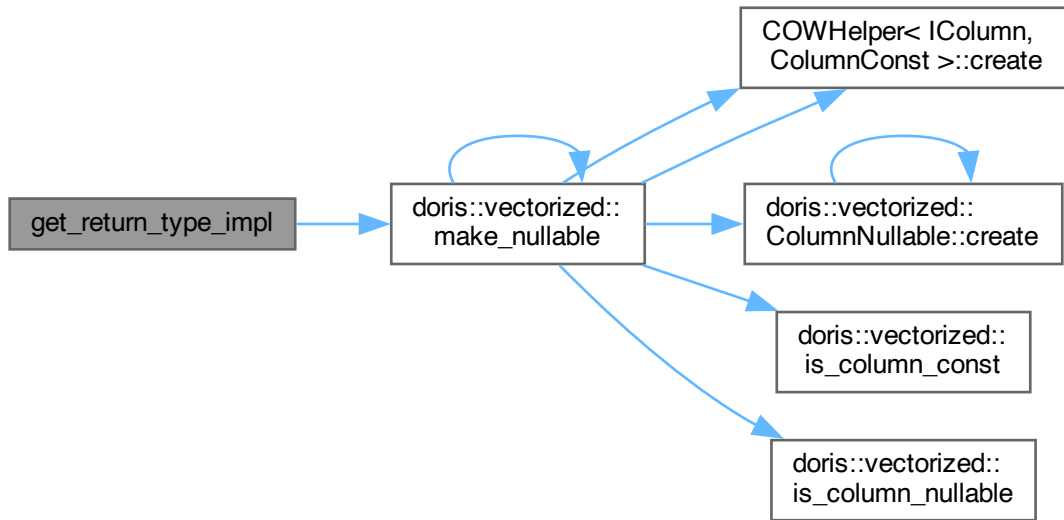 get_return_type_impl
doris::vectorized::
make_nullable
COWHelper< IColumn,
ColumnConst >::create
doris::vectorized::
ColumnNullable::create
doris::vectorized::
is_column_const
doris::vectorized::
is_column_nullable